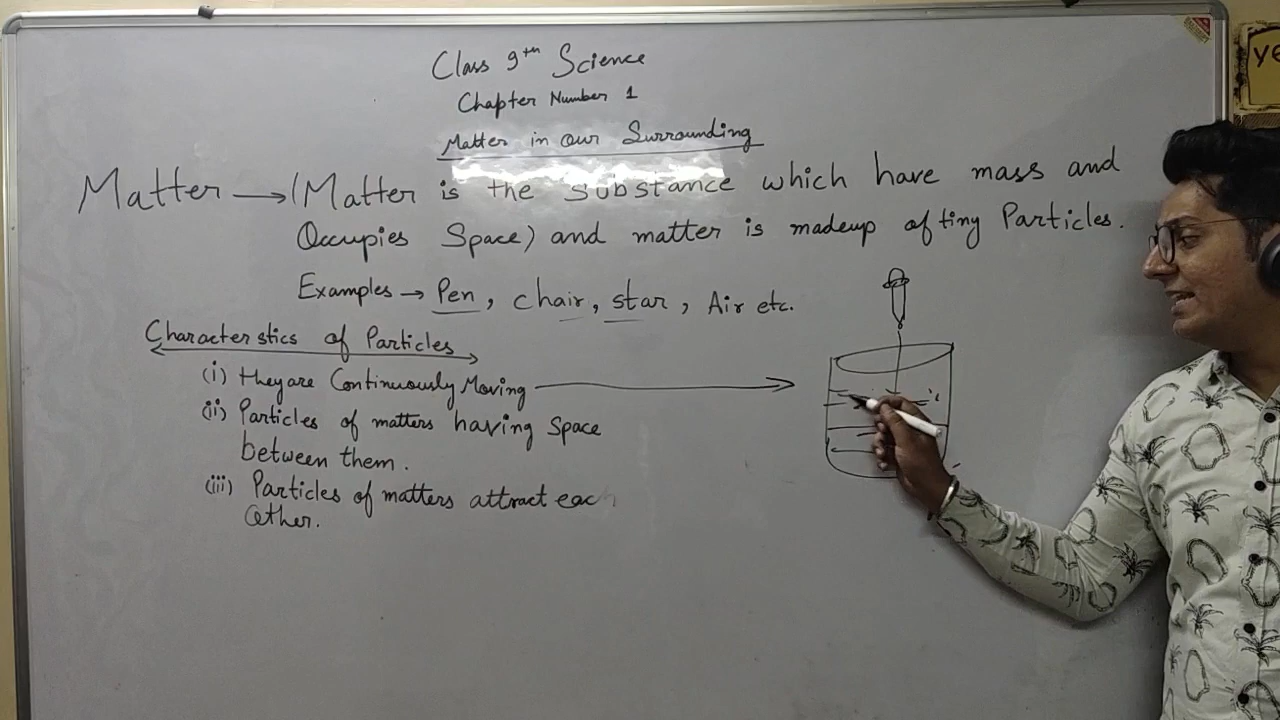 Class 9th Science
Chapter Number 1
Matter in our Surrounding
Matter → (Matter is the substance which have mass and
Occupies Space) and matter is madeup of tiny Particles.
Examples → Pen, chair, star, Air etc.
Characterstics of Particles
(i) they are Continuously Moving
(ii) Particles of matters having space
between them.
(iii) Particles of matters attract each
Other.
ye